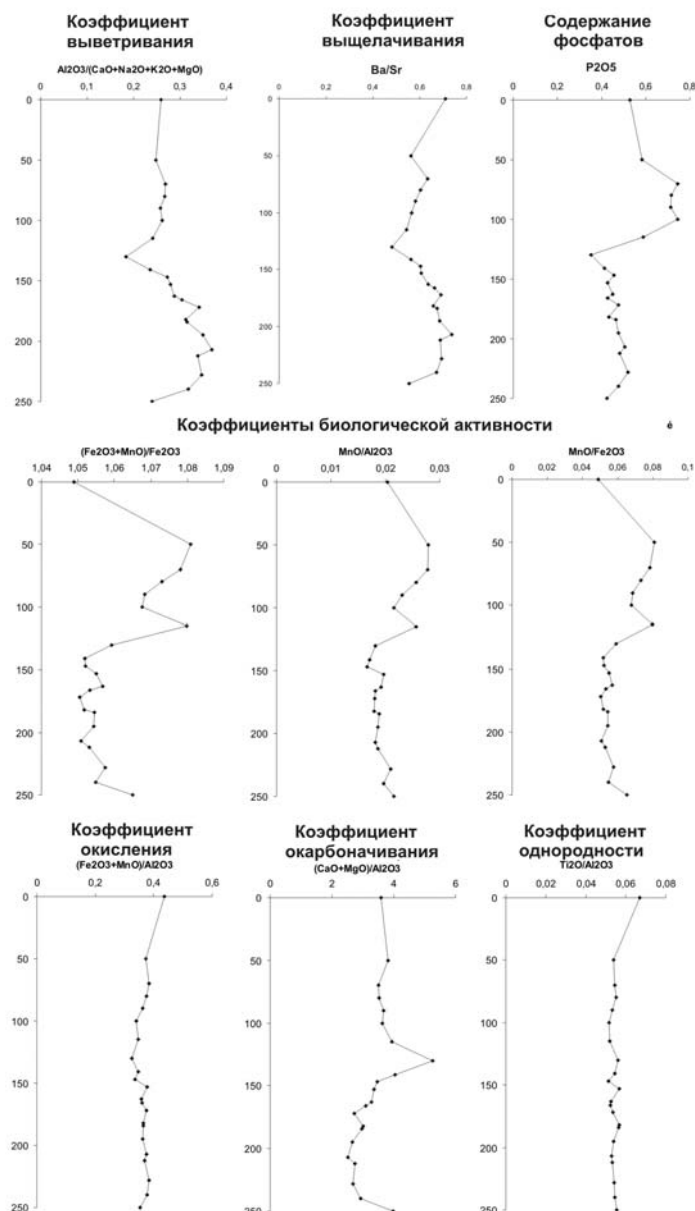 Коэффициент
выветривания
Al2O3/(CaO+Na2O+K2O+MgO)
0 0,1 0,2 0,3 0,4
0
50
100
150
200
250
Коэффициент
выщелачивания
Ba/Sr
0 0,2 0,4 0,6 0,8
0
50
100
150
200
250
Содержание
фосфатов
P2O5
0 0,2 0,4 0,6 0,8
0
50
100
150
200
250
Коэффициенты биологической активности
é
(Fe2O3+MnO)/Fe2O3
1,04 1,05 1,06 1,07 1,08 1,09
0
50
100
150
200
250
MnO/Al2O3
0 0,01 0,02 0,03
0
50
100
150
200
250
MnO/Fe2O3
0 0,02 0,04 0,06 0,08 0,1
0
50
100
150
200
250
Коэффициент
окисления
(Fe2O3+MnO)/Al2O3
0 0,2 0,4 0,6
0
50
100
150
200
250
Коэффициент
окарбоначивания
(CaO+MgO)/Al2O3
0 2 4 6
0
50
100
150
200
250
Коэффициент
однородности
Ti2O/Al2O3
0 0,02 0,04 0,06 0,08
0
50
100
150
200
250